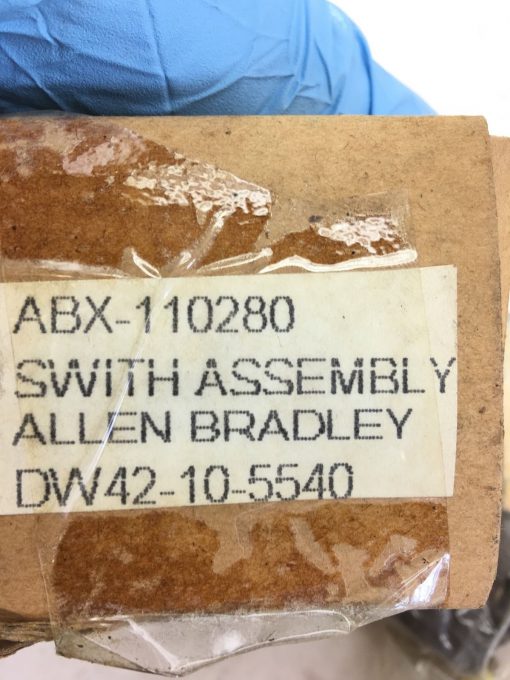 ABX-110280
SWITH ASSEMBLY
ALLEN BRADLEY
DW42-10-5540